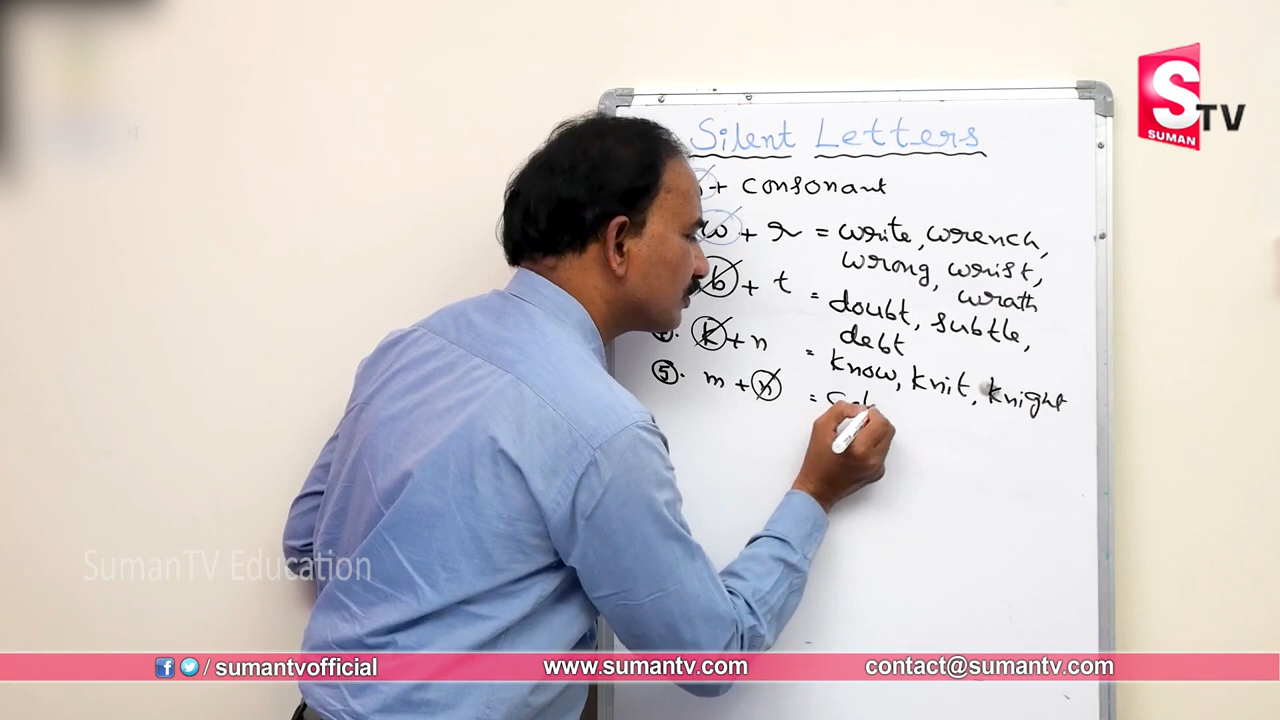 S TV
SUMAN
Silent Letters
+ consonant
w + r = write, wrench,
wrong, wrist,
wrath
b + t = doubt, subtle,
debt
k + n = know, knit, knight
5. m + n =
SumanTV Education
/ sumantvofficial
www.sumantv.com
contact@sumantv.com